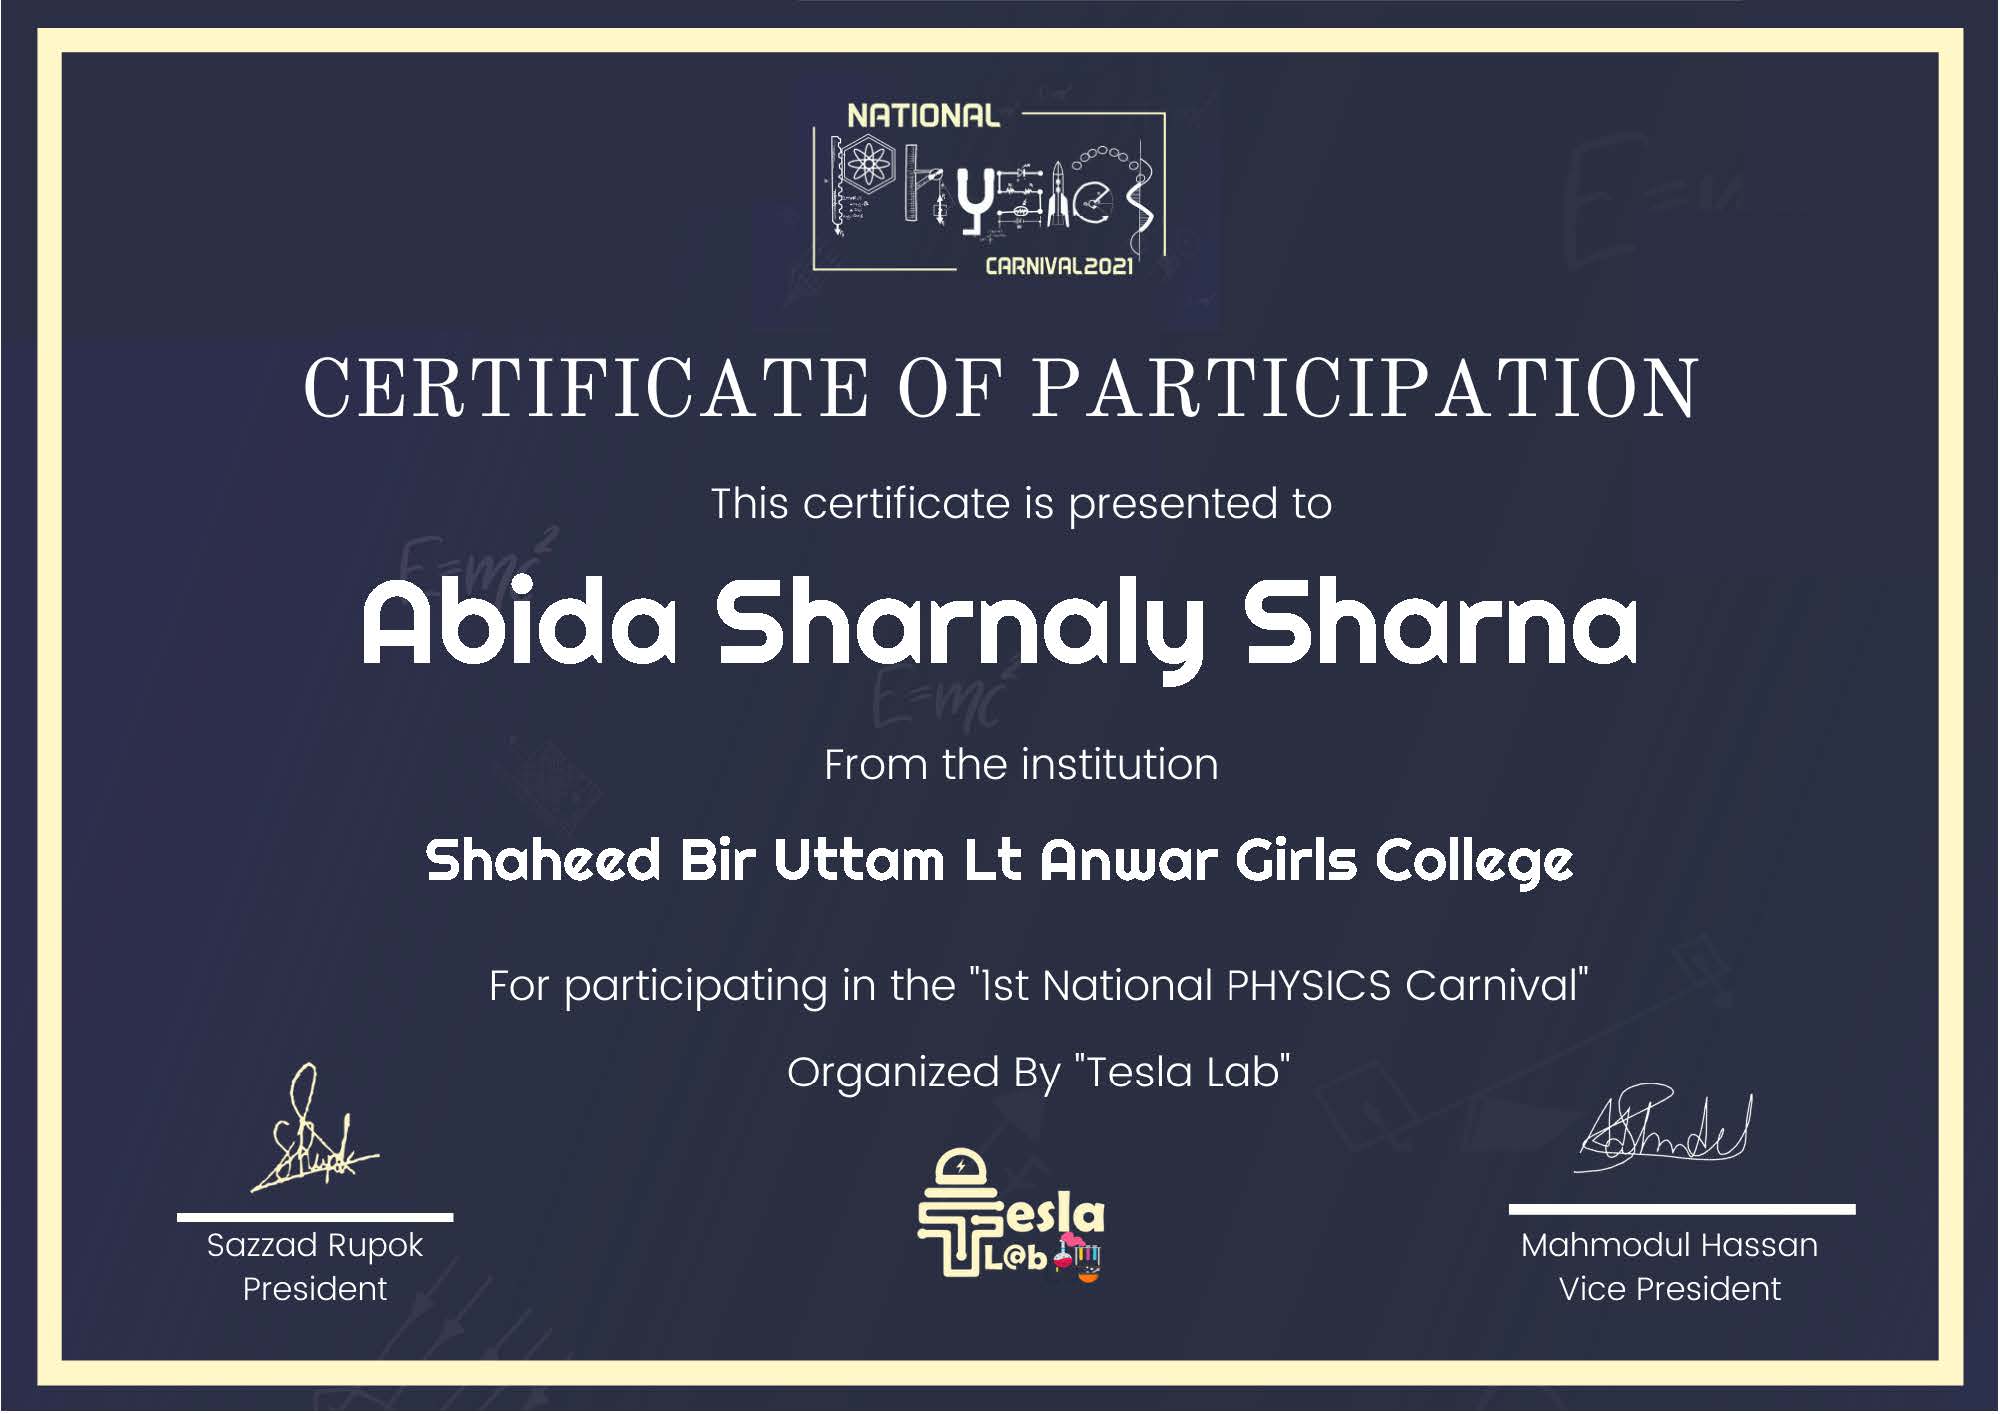 NATIONAL
Physics
CARNIVAL2021
CERTIFICATE OF PARTICIPATION
This certificate is presented to
Abida Sharnaly Sharna
From the institution
Shaheed Bir Uttam Lt Anwar Girls College
For participating in the "1st National PHYSICS Carnival"
Organized By "Tesla Lab"
Sazzad Rupok
President
Tesla
L@b
Mahmodul Hassan
Vice President
E=mc²
E=mc²